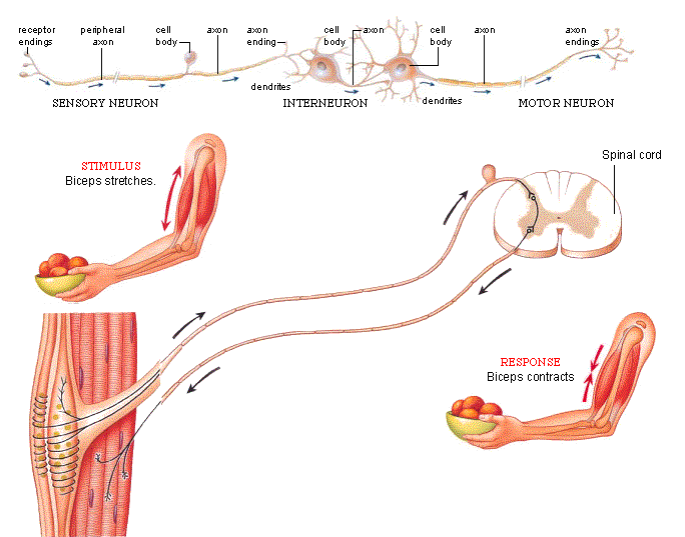 receptor endings
peripheral axon
cell body
axon
axon ending
cell body
axon
cell body
axon
axon endings
dendrites
dendrites
SENSORY NEURON
INTERNEURON
MOTOR NEURON
STIMULUS
Biceps stretches.
Spinal cord
RESPONSE
Biceps contracts